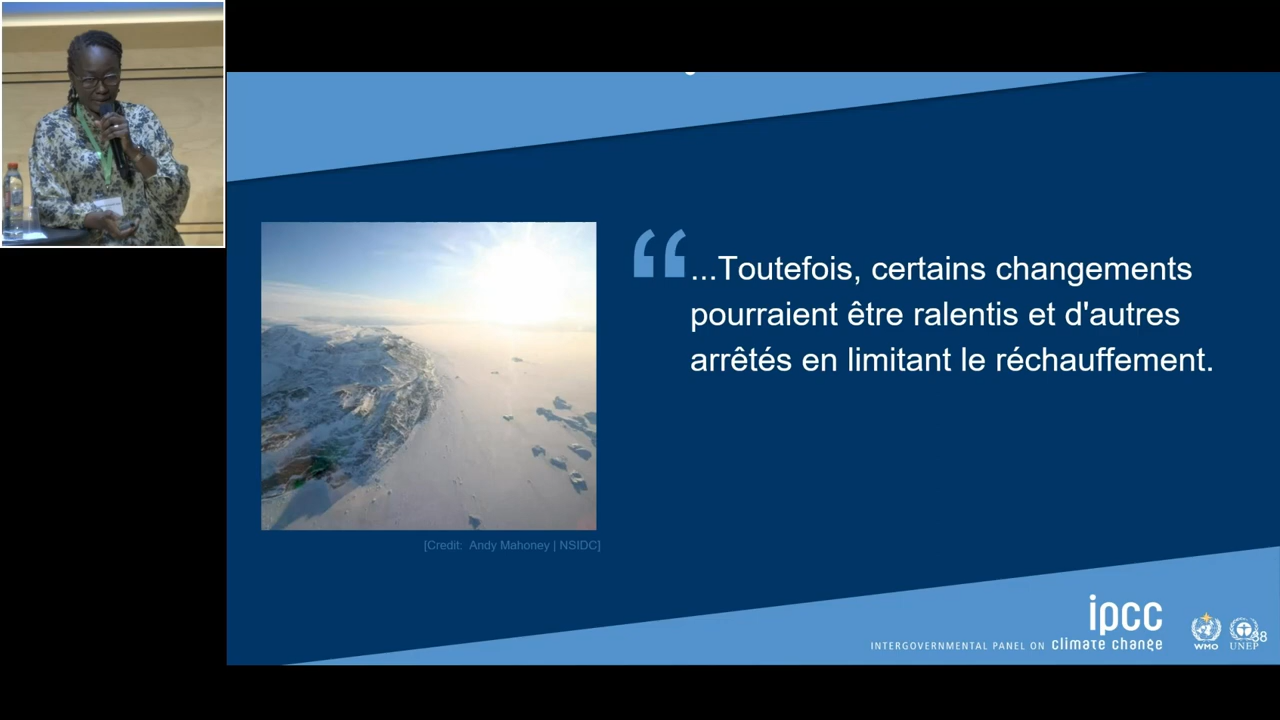 “...Toutefois, certains changements
pourraient être ralentis et d'autres
arrêtés en limitant le réchauffement.
[Credit: Andy Mahoney | NSIDC]
ipcc
INTERGOVERNMENTAL PANEL ON climate change
WMO
UNEP
38